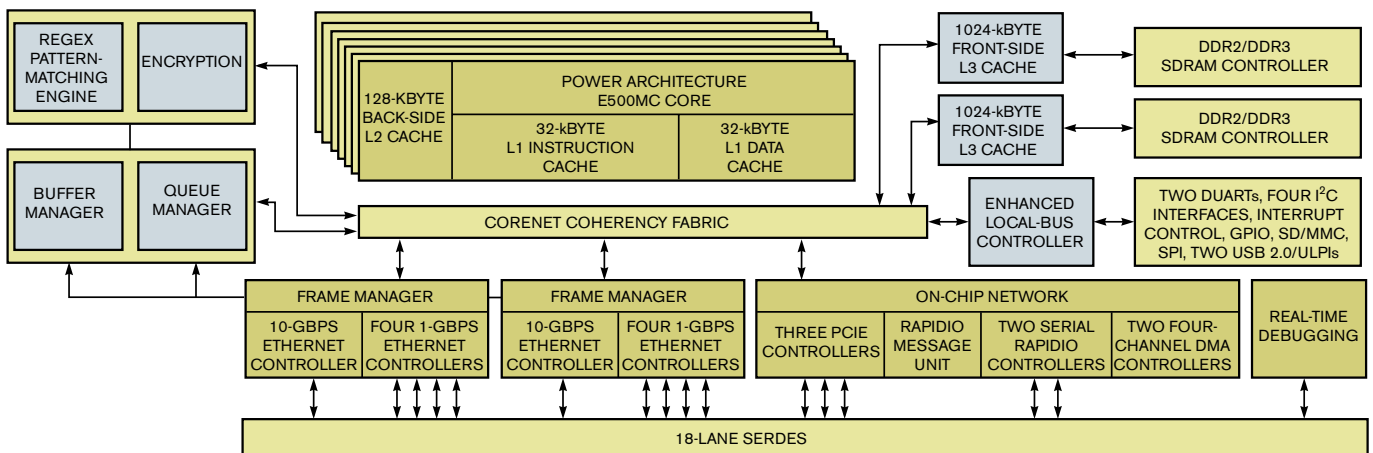 REGEX
PATTERN-
MATCHING
ENGINE
ENCRYPTION
BUFFER
MANAGER
QUEUE
MANAGER
128-KBYTE
BACK-SIDE
L2 CACHE
POWER ARCHITECTURE
E500MC CORE
32-kBYTE
L1 INSTRUCTION
CACHE
32-kBYTE
L1 DATA
CACHE
1024-kBYTE
FRONT-SIDE
L3 CACHE
DDR2/DDR3
SDRAM CONTROLLER
1024-kBYTE
FRONT-SIDE
L3 CACHE
DDR2/DDR3
SDRAM CONTROLLER
CORENET COHERENCY FABRIC
ENHANCED
LOCAL-BUS
CONTROLLER
TWO DUARTs, FOUR I²C
INTERFACES, INTERRUPT
CONTROL, GPIO, SD/MMC,
SPI, TWO USB 2.0/ULPIs
FRAME MANAGER
10-GBPS
ETHERNET
CONTROLLER
FOUR 1-GBPS
ETHERNET
CONTROLLERS
FRAME MANAGER
10-GBPS
ETHERNET
CONTROLLER
FOUR 1-GBPS
ETHERNET
CONTROLLERS
ON-CHIP NETWORK
THREE PCIE
CONTROLLERS
RAPIDIO
MESSAGE
UNIT
TWO SERIAL
RAPIDIO
CONTROLLERS
TWO FOUR-
CHANNEL DMA
CONTROLLERS
REAL-TIME
DEBUGGING
18-LANE SERDES